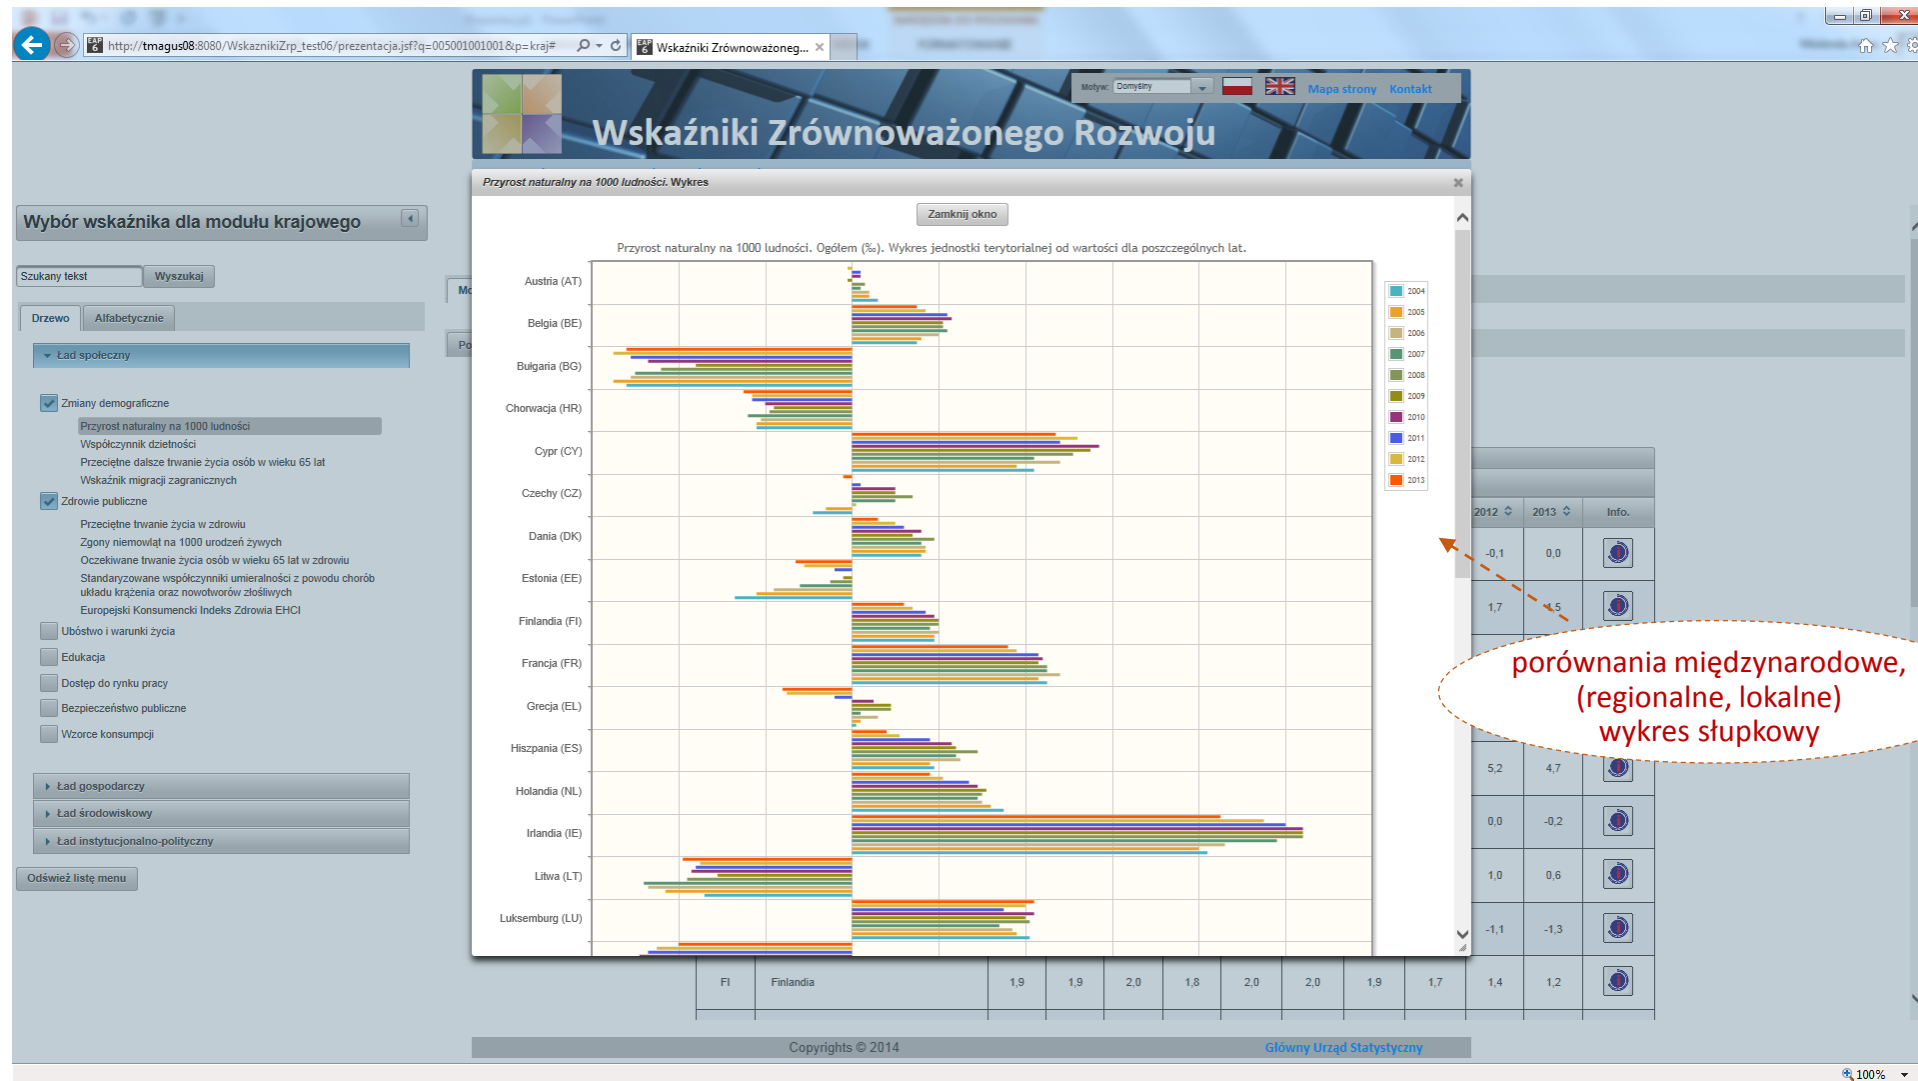 http://tmagus08:8080/WskaznikiZrp_test06/prezentacja.jsf?q=005001001001&p=kraj#
Wskaźniki Zrównoważoneg...
Motyw: Domyślny
Mapa strony Kontakt
Wskaźniki Zrównoważonego Rozwoju
Przyrost naturalny na 1000 ludności. Wykres
Zamknij okno
Wybór wskaźnika dla modułu krajowego
Szukany tekst
Wyszukaj
Drzewo
Alfabetycznie
Ład społeczny
Zmiany demograficzne
Przyrost naturalny na 1000 ludności
Współczynnik dzietności
Przeciętne dalsze trwanie życia osób w wieku 65 lat
Wskaźnik migracji zagranicznych
Zdrowie publiczne
Przeciętne trwanie życia w zdrowiu
Zgony niemowląt na 1000 urodzeń żywych
Oczekiwane trwanie życia osób w wieku 65 lat w zdrowiu
Standaryzowane współczynniki umieralności z powodu chorób
układu krążenia oraz nowotworów złośliwych
Europejski Konsumencki Indeks Zdrowia EHCI
Ubóstwo i warunki życia
Edukacja
Dostęp do rynku pracy
Bezpieczeństwo publiczne
Wzorce konsumpcji
Ład gospodarczy
Ład środowiskowy
Ład instytucjonalno-polityczny
Odśwież listę menu
Mo
Po
Przyrost naturalny na 1000 ludności. Ogółem (‰). Wykres jednostki terytorialnej od wartości dla poszczególnych lat.
Austria (AT)
Belgia (BE)
Bułgaria (BG)
Chorwacja (HR)
Cypr (CY)
Czechy (CZ)
Dania (DK)
Estonia (EE)
Finlandia (FI)
Francja (FR)
Grecja (EL)
Hiszpania (ES)
Holandia (NL)
Irlandia (IE)
Litwa (LT)
Luksemburg (LU)
2004
2005
2006
2007
2008
2009
2010
2011
2012
2013
2012 2013 Info.
-0,1 0,0
1,7 1,5
porównania międzynarodowe,
(regionalne, lokalne)
wykres słupkowy
5,2 4,7
0,0 -0,2
1,0 0,6
-1,1 -1,3
FI Finlandia 1,9 1,9 2,0 1,8 2,0 2,0 1,9 1,7 1,4 1,2
Copyrights © 2014
Główny Urząd Statystyczny
100%